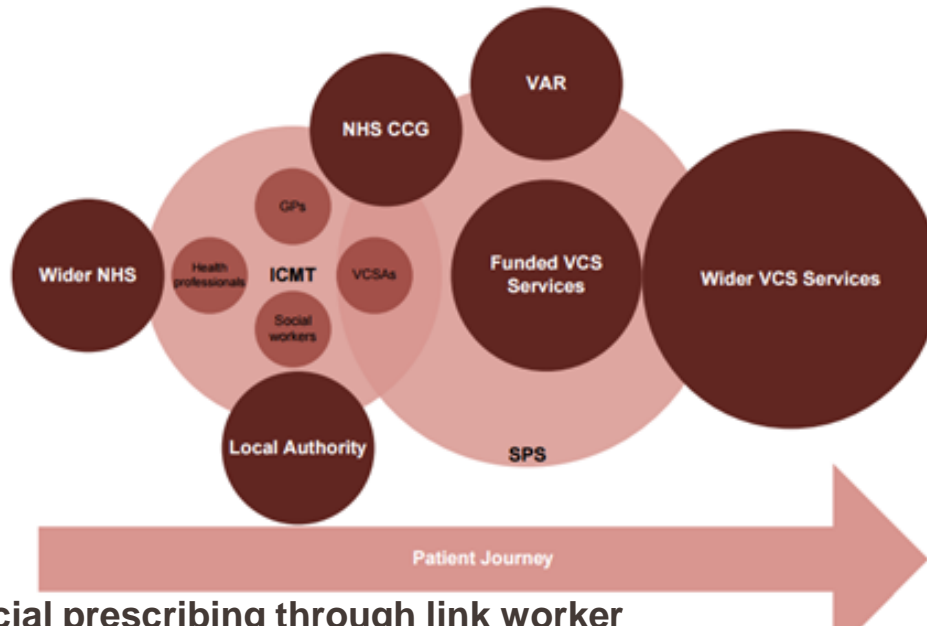 VAR
NHS CCG
GPs
Wider NHS
Health
professionals
ICMT
VCSAs
Funded VCS
Services
Wider VCS Services
Social
workers
Local Authority
SPS
Patient Journey
cial prescribing through link worker